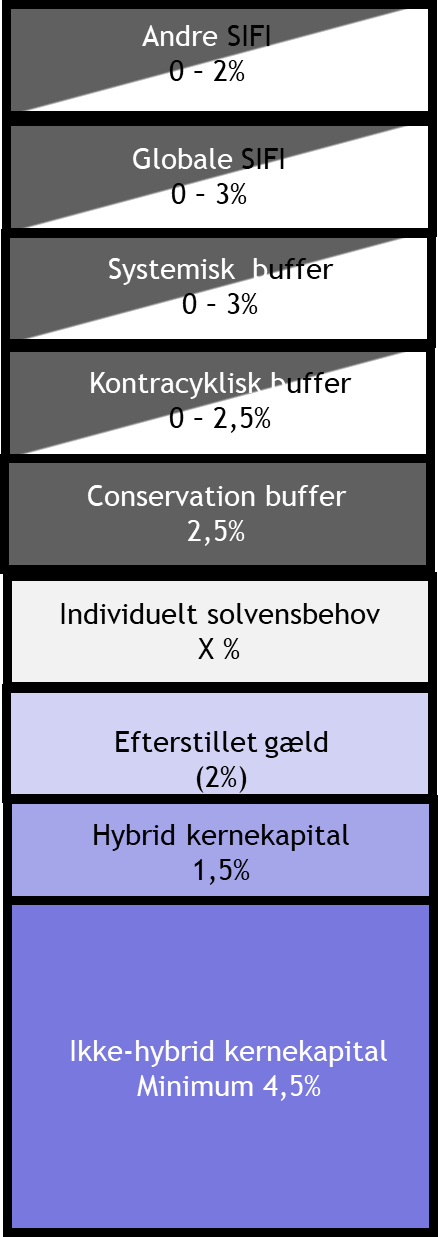 Andre SIFI
0 – 2%
Globale SIFI
0 – 3%
Systemisk buffer
0 – 3%
Kontracyklisk buffer
0 – 2,5%
Conservation buffer
2,5%
Individuelt solvensbehov
X %
Efterstillet gæld
(2%)
Hybrid kernekapital
1,5%
Ikke-hybrid kernekapital
Minimum 4,5%